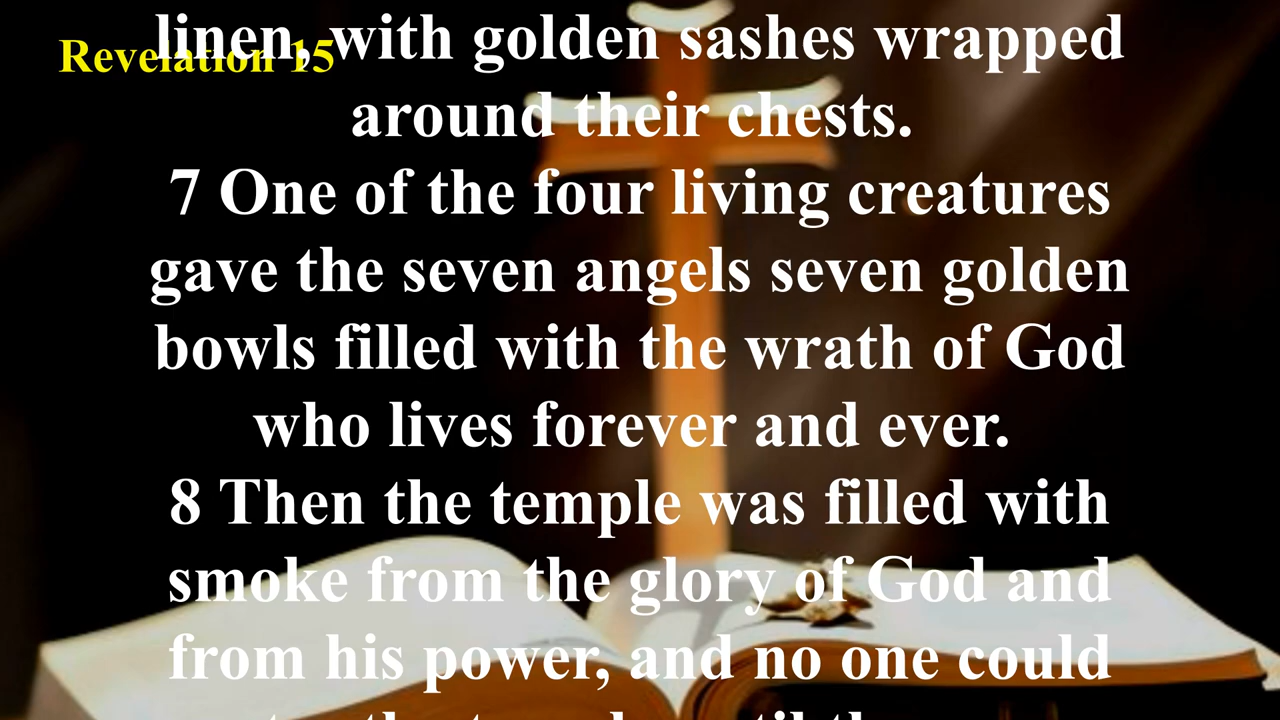 Revelation 15
linen, with golden sashes wrapped
around their chests.
7 One of the four living creatures
gave the seven angels seven golden
bowls filled with the wrath of God
who lives forever and ever.
8 Then the temple was filled with
smoke from the glory of God and
from his power, and no one could